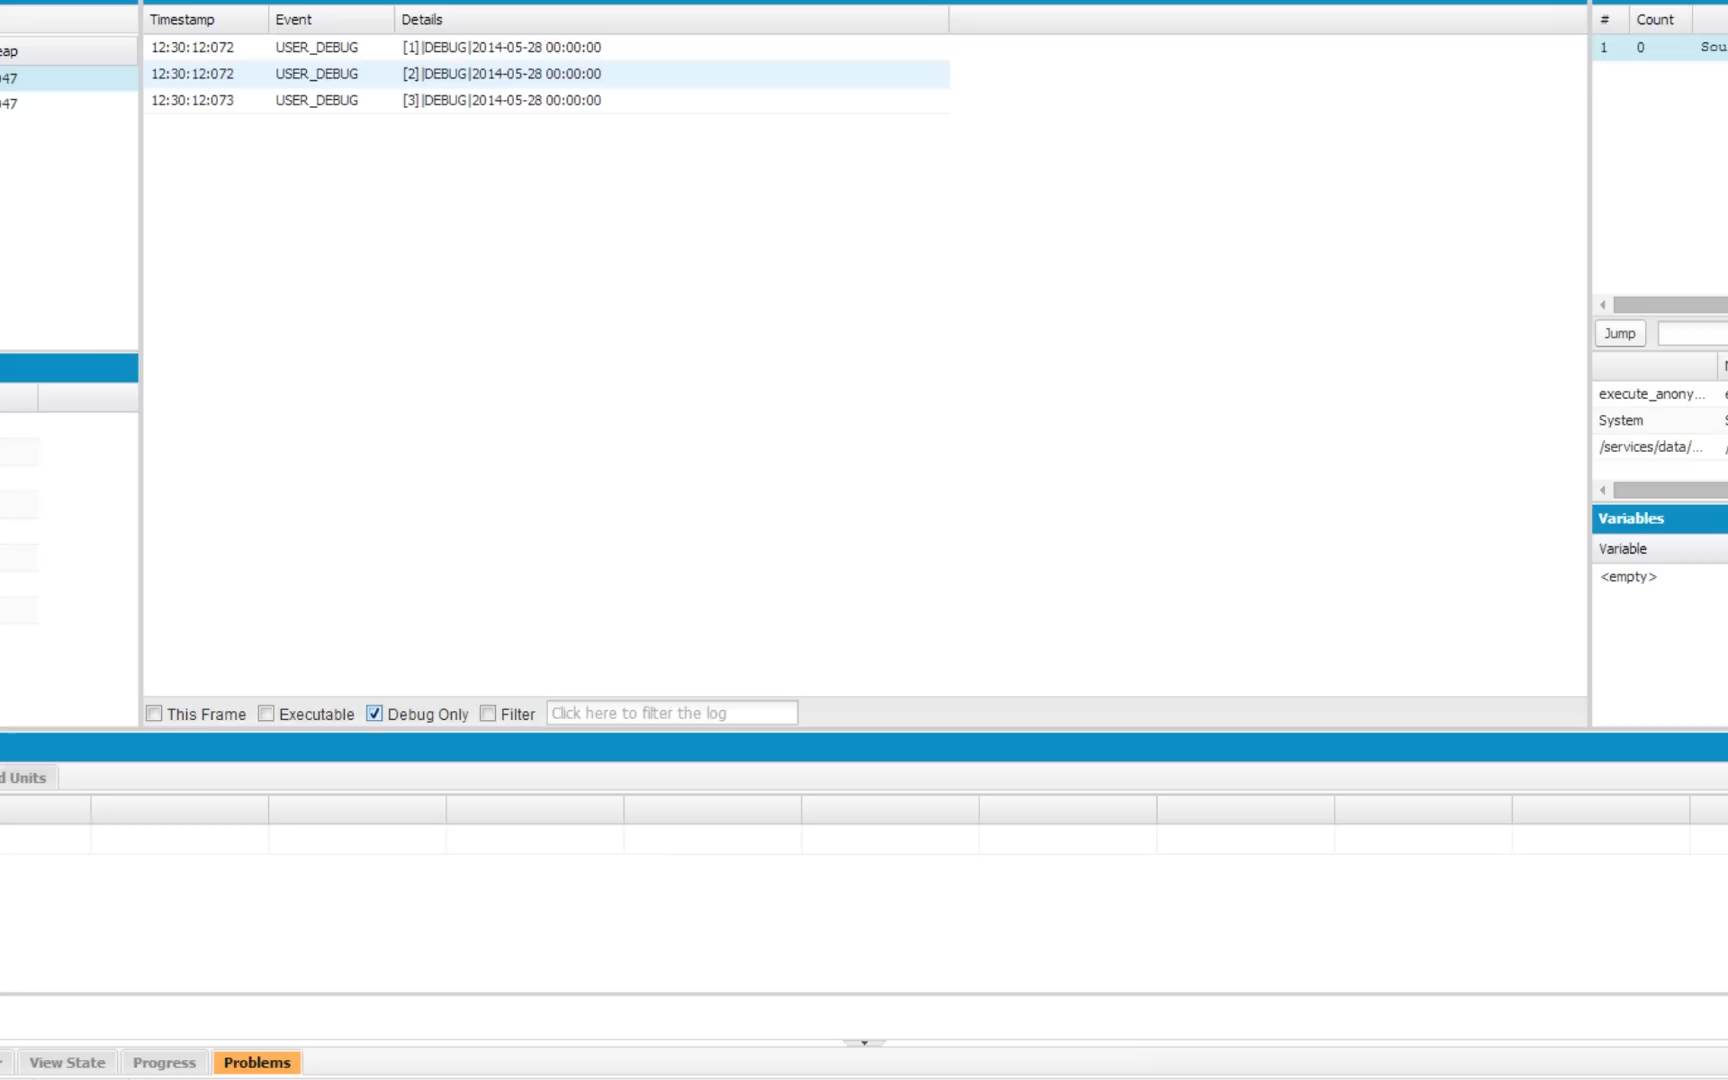 Timestamp Event Details
# Count
eap
12:30:12:072 USER_DEBUG [1]|DEBUG|2014-05-28 00:00:00
1 0 Sou
12:30:12:072 USER_DEBUG [2]|DEBUG|2014-05-28 00:00:00
47
12:30:12:073 USER_DEBUG [3]|DEBUG|2014-05-28 00:00:00
47
Jump
execute_anony...
System
/services/data/...
Variables
Variable
<empty>
This Frame Executable Debug Only Filter Click here to filter the log
d Units
View State Progress Problems